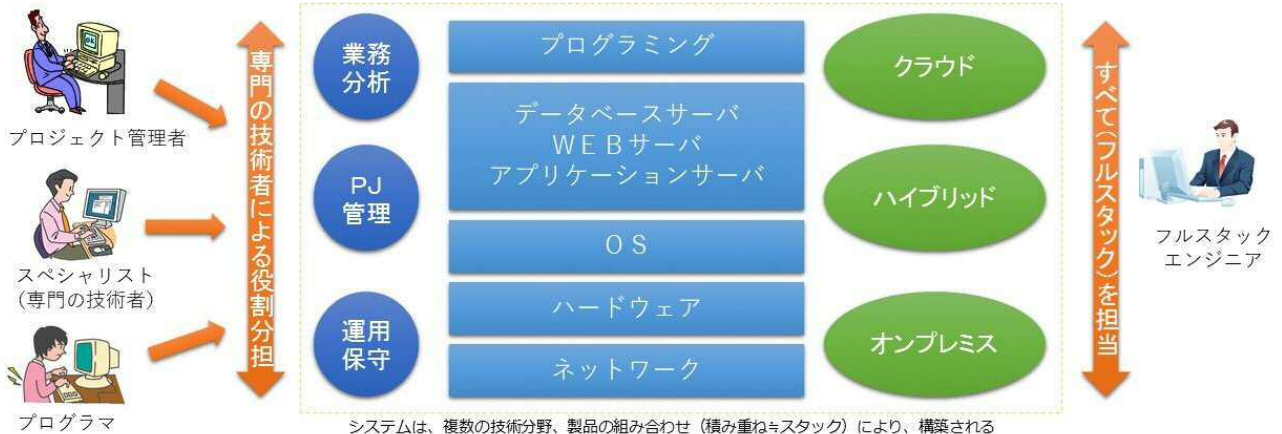 プロジェクト管理者
スペシャリスト
(専門の技術者)
プログラマ
専門の技術者による役割分担
業務
分析
PJ
管理
運用
保守
プログラミング
データベースサーバ
ＷＥＢサーバ
アプリケーションサーバ
ＯＳ
ハードウェア
ネットワーク
クラウド
ハイブリッド
オンプレミス
すべて(フルスタック)を担当
フルスタック
エンジニア
システムは、複数の技術分野、製品の組み合わせ（積み重ね≒スタック）により、構築される